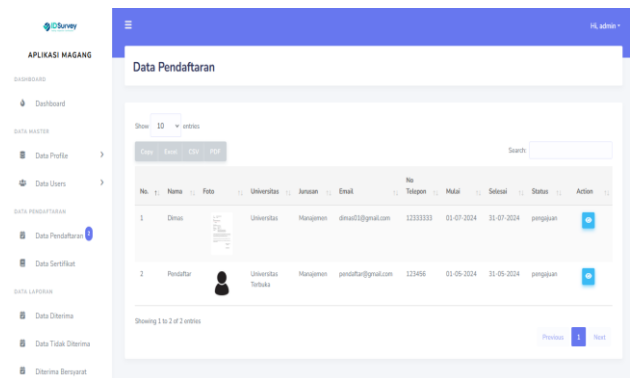 IDSurvey
APLIKASI MAGANG
DASHBOARD
Dashboard
DATA MASTER
Data Profile
Data Users
DATA PENDAFTARAN
Data Pendaftaran
Data Sertifikat
DATA LAPORAN
Data Diterima
Data Tidak Diterima
Diterima Bersyarat
Hi, admin
Data Pendaftaran
Show 10 entries
Copy Excel CSV PDF
Search:
No. Nama Foto Universitas Jurusan Email No Telepon Mulai Selesai Status Action
1 Dimas Universitas Manajemen dimas01@gmail.com 12333333 01-07-2024 31-07-2024 pengajuan
2 Pendaftar Universitas Terbuka Manajemen pendaftar@gmail.com 123456 01-05-2024 31-05-2024 pengajuan
Showing 1 to 2 of 2 entries
Previous 1 Next